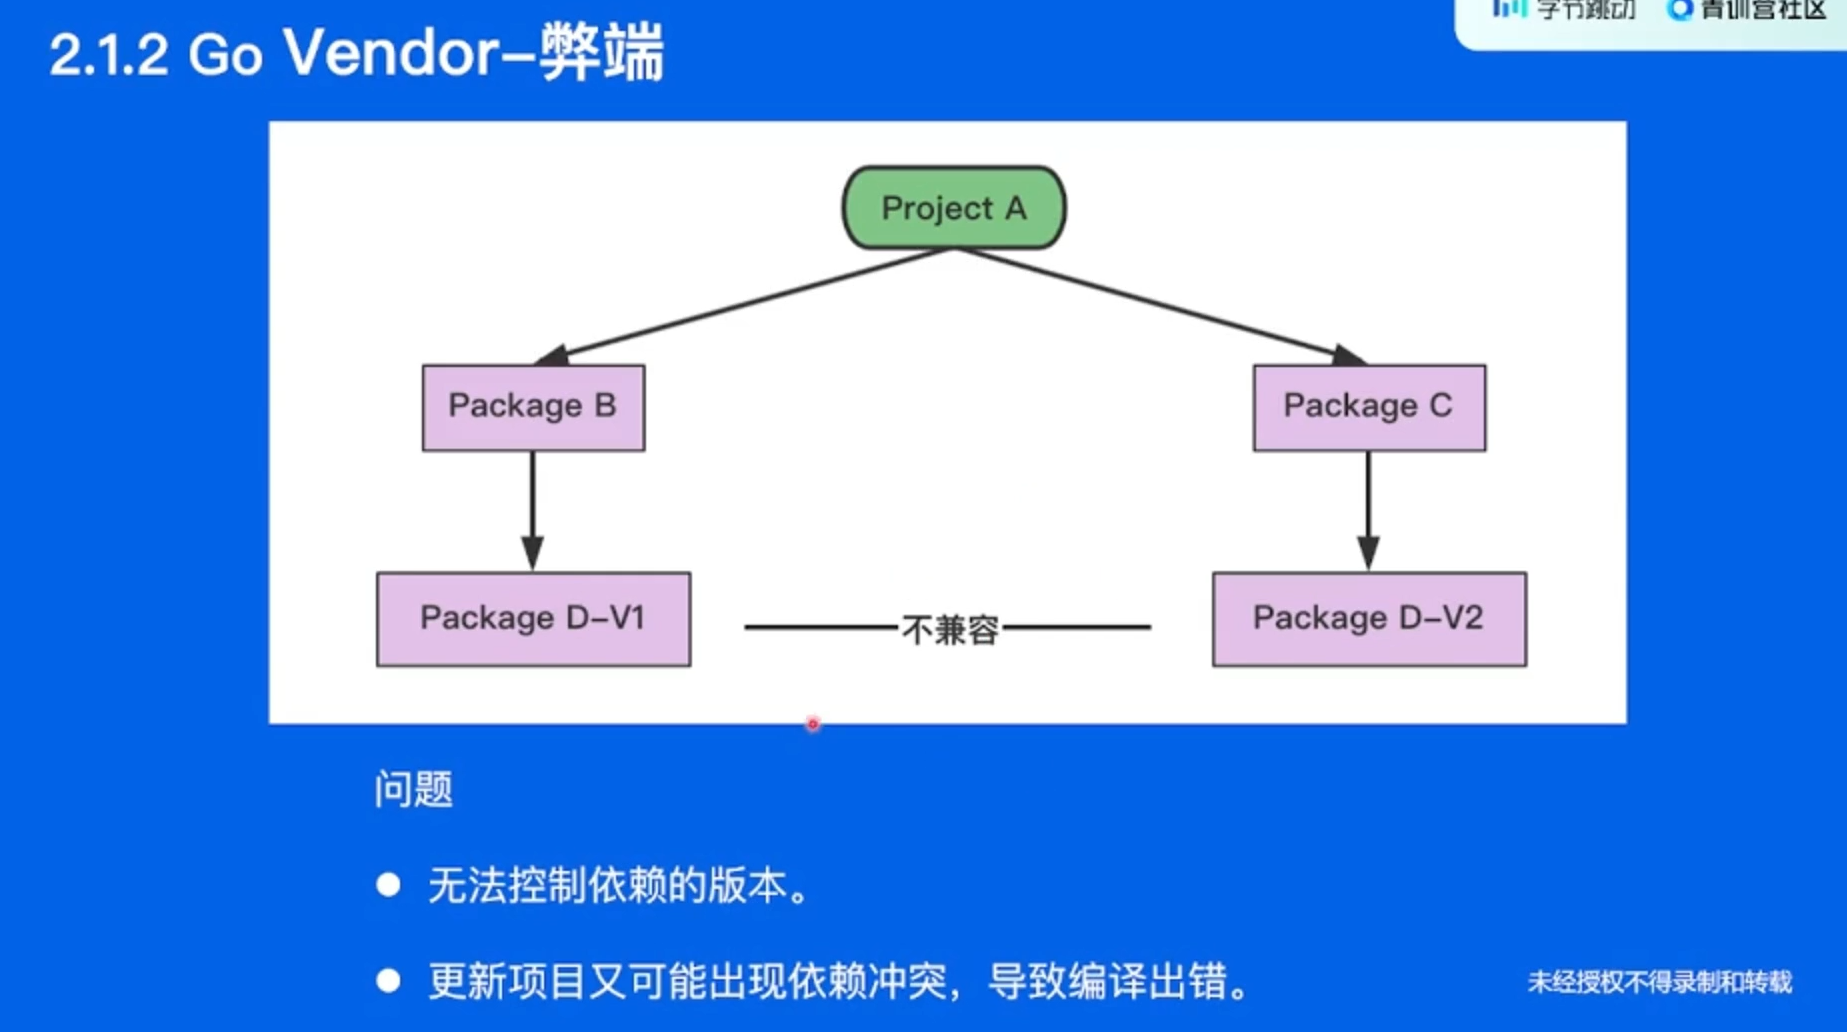 字节跳动 青训营社区
2.1.2 Go Vendor–弊端
Project A
Package B
Package C
Package D–V1
不兼容
Package D–V2
问题
无法控制依赖的版本。
更新项目又可能出现依赖冲突，导致编译出错。
未经授权不得录制和转载